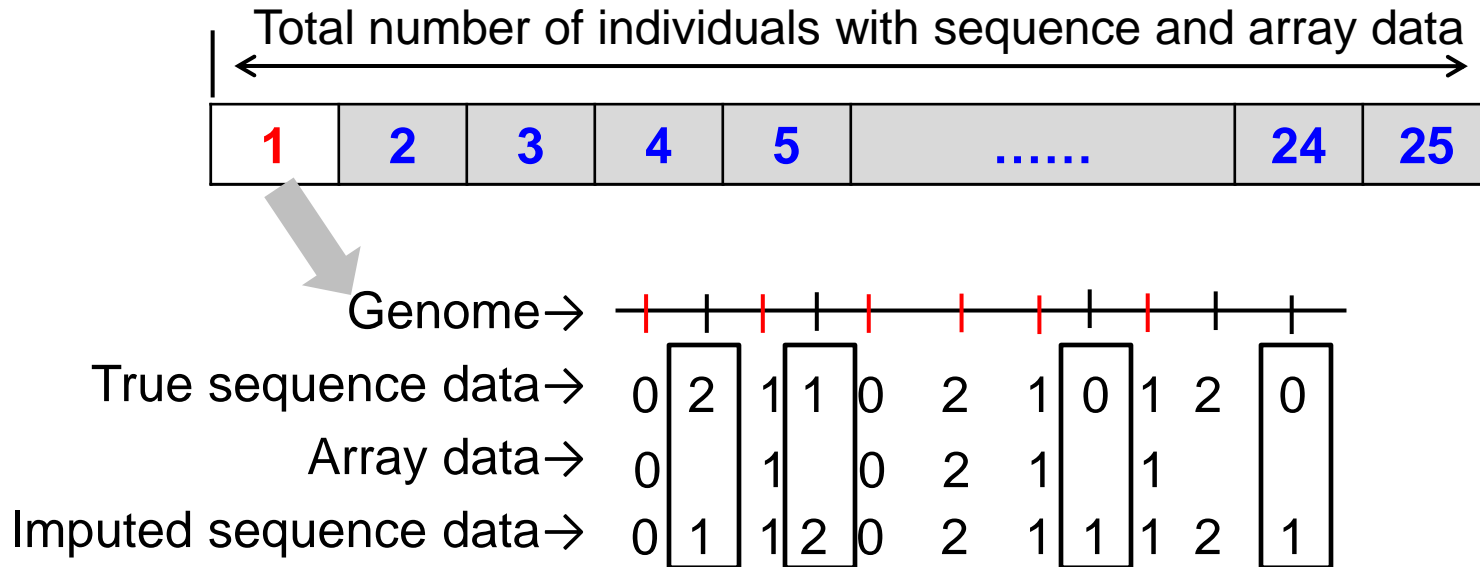 Total number of individuals with sequence and array data
1 2 3 4 5 ...... 24 25
Genome→
True sequence data→ 0 2 1 1 0 2 1 0 1 2 0
Array data→ 0 1 0 2 1 1
Imputed sequence data→ 0 1 1 2 0 2 1 1 1 2 1